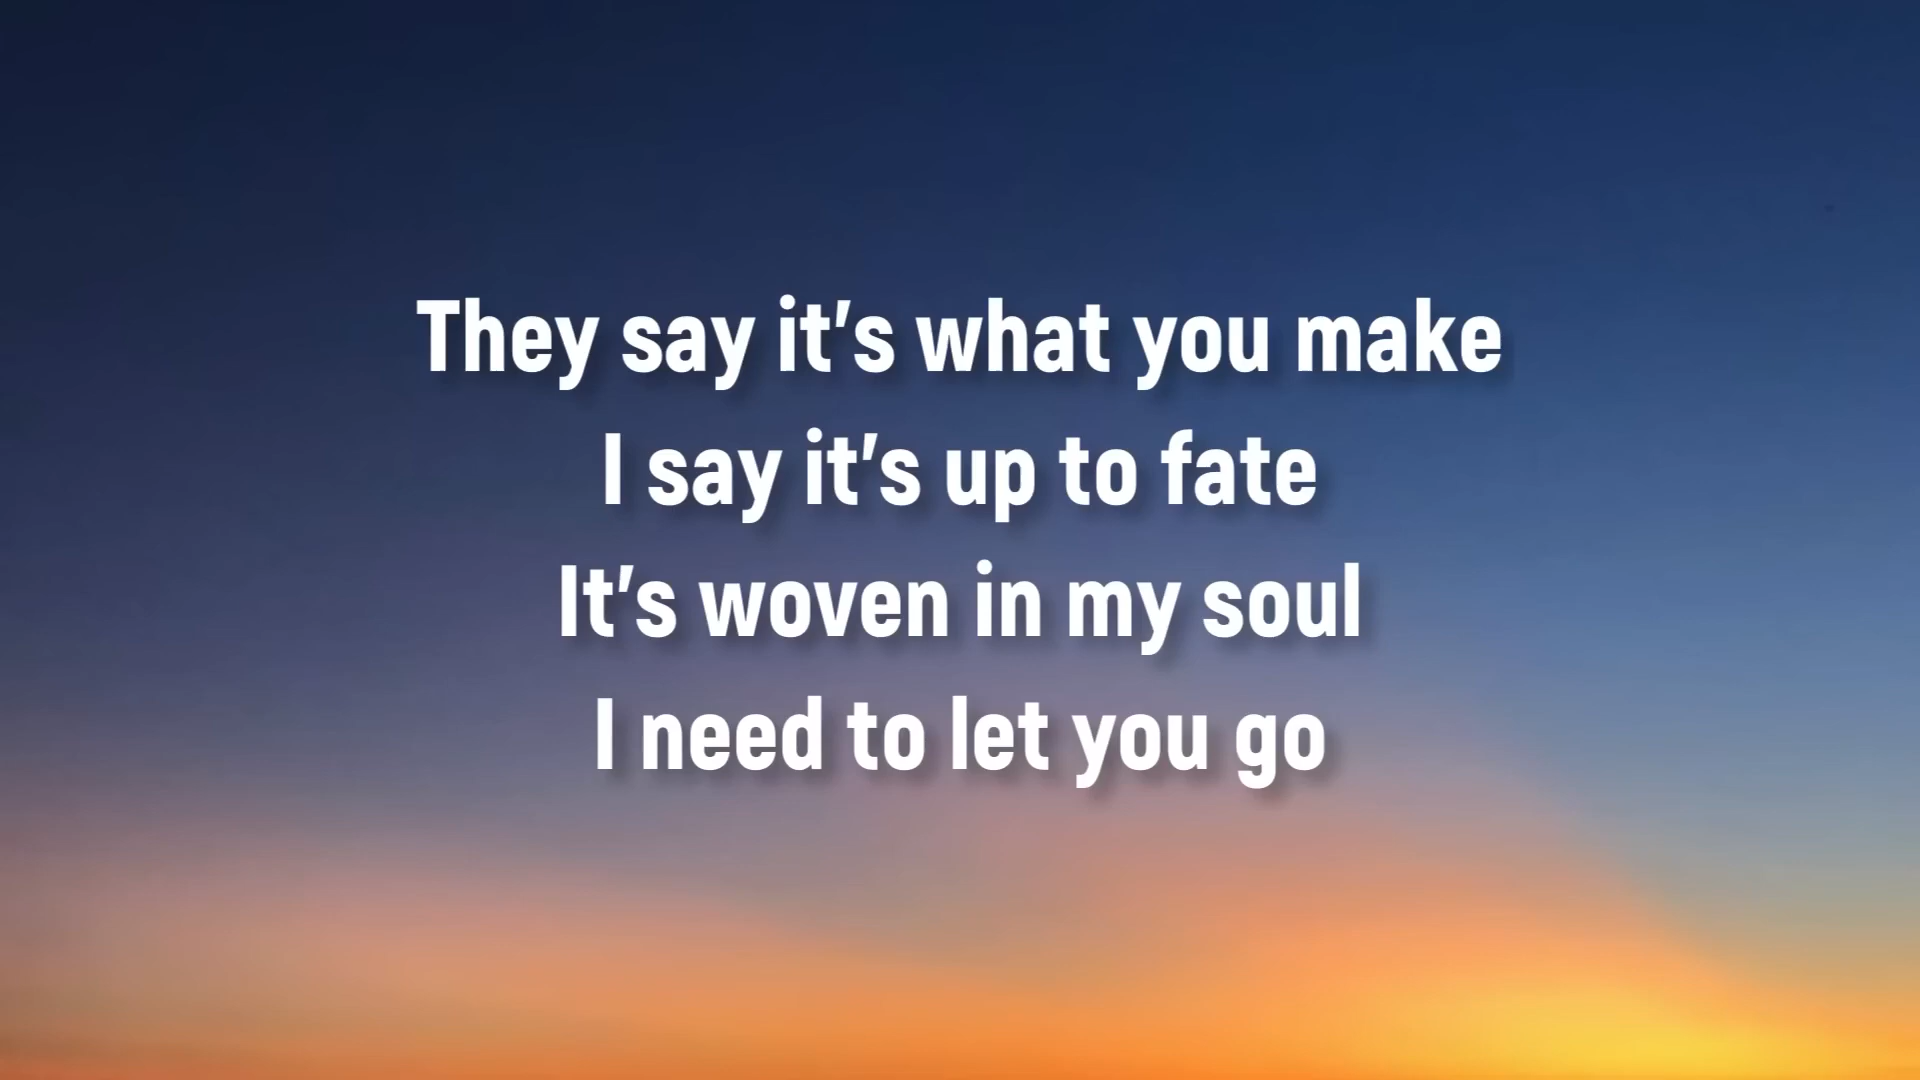 They say it's what you make
I say it's up to fate
It's woven in my soul
I need to let you go